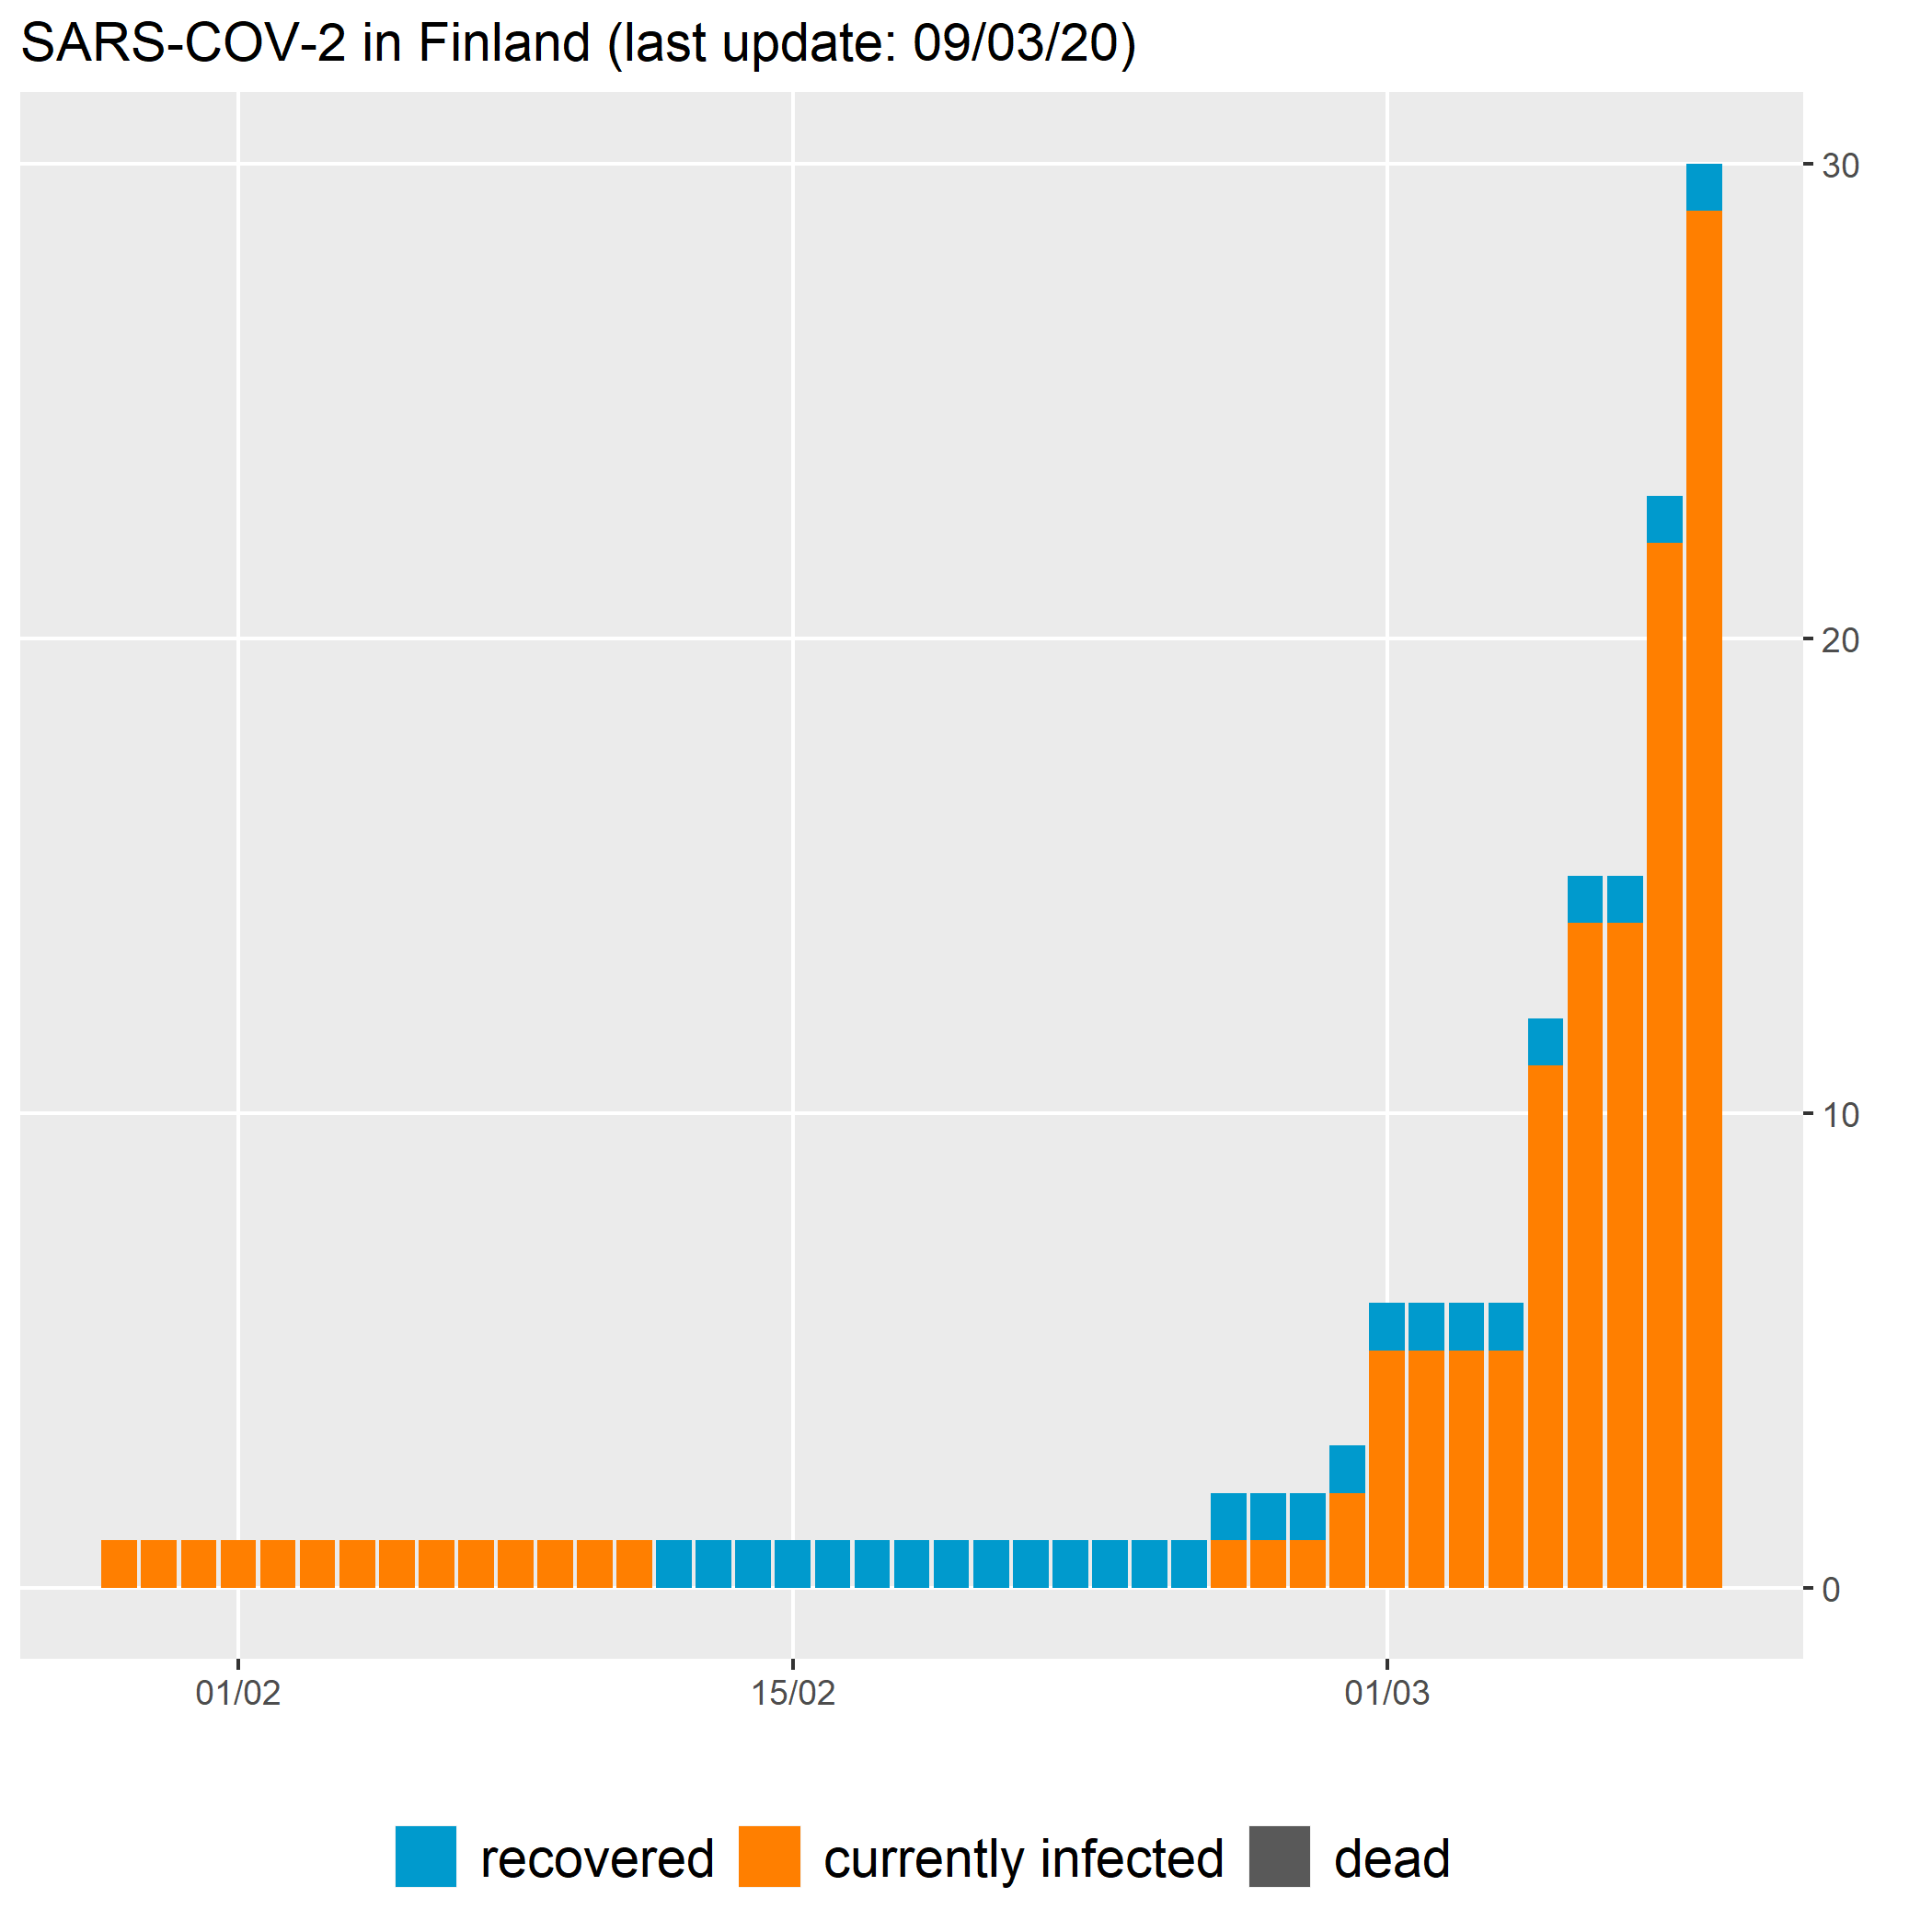 SARS-COV-2 in Finland (last update: 09/03/20)
30
20
10
0
01/02 15/02 01/03
recovered currently infected dead